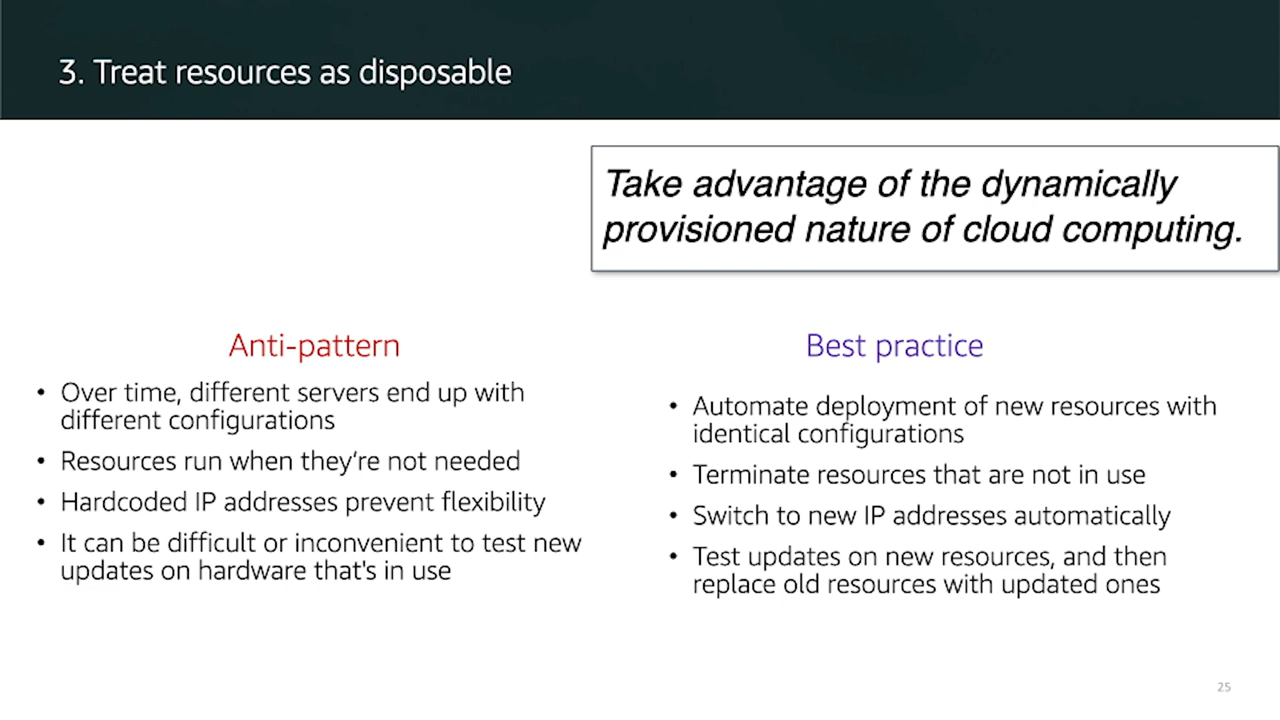 3. Treat resources as disposable
Take advantage of the dynamically
provisioned nature of cloud computing.
Anti-pattern
• Over time, different servers end up with
different configurations
• Resources run when they‘re not needed
• Hardcoded IP addresses prevent flexibility
• It can be difficult or inconvenient to test new
updates on hardware that's in use
Best practice
• Automate deployment of new resources with
identical configurations
• Terminate resources that are not in use
• Switch to new IP addresses automatically
• Test updates on new resources, and then
replace old resources with updated ones
25